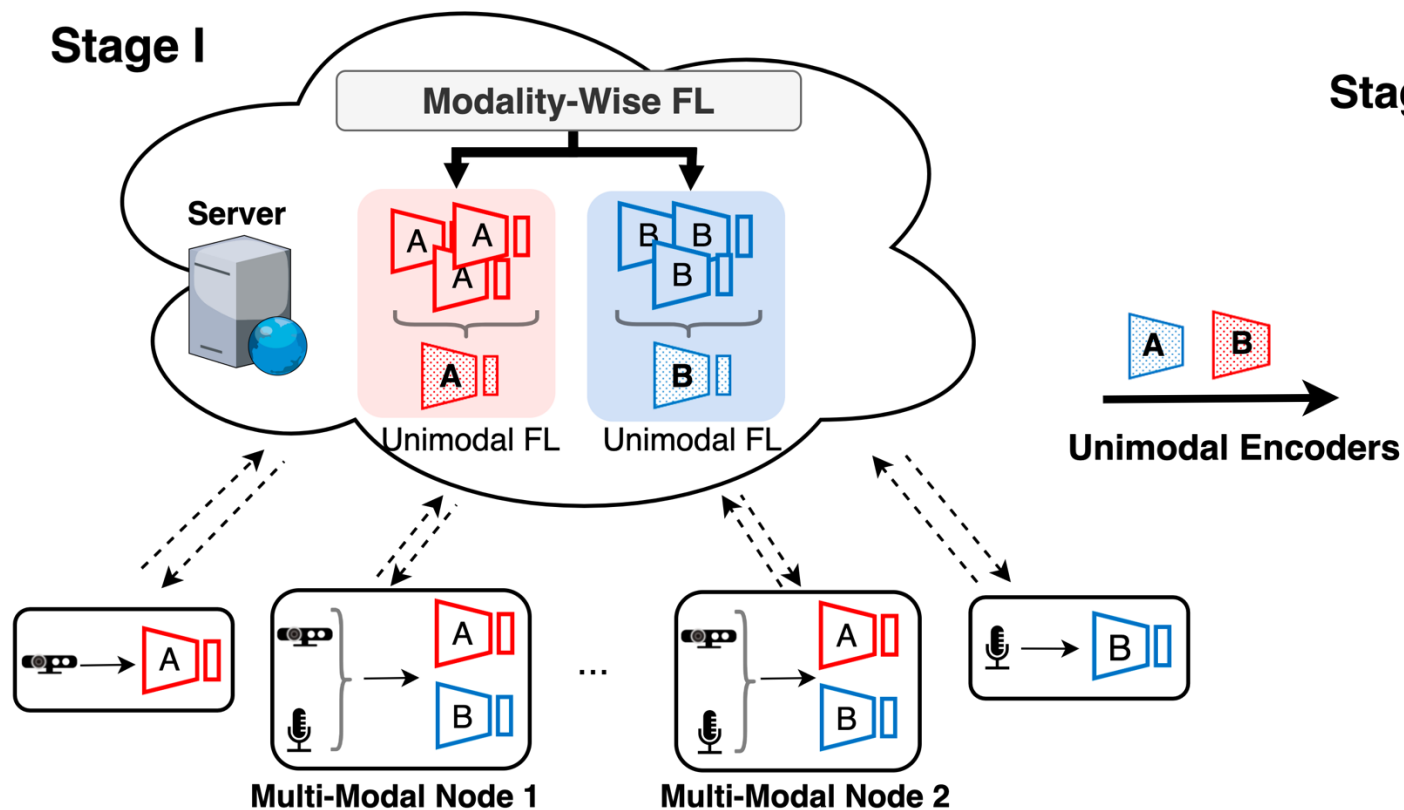 Stage I
Stag
Modality-Wise FL
Server
A A
A
B B
B
A
B
Unimodal FL
Unimodal FL
A B
Unimodal Encoders
A
A
B
...
A
B
B
Multi-Modal Node 1
Multi-Modal Node 2